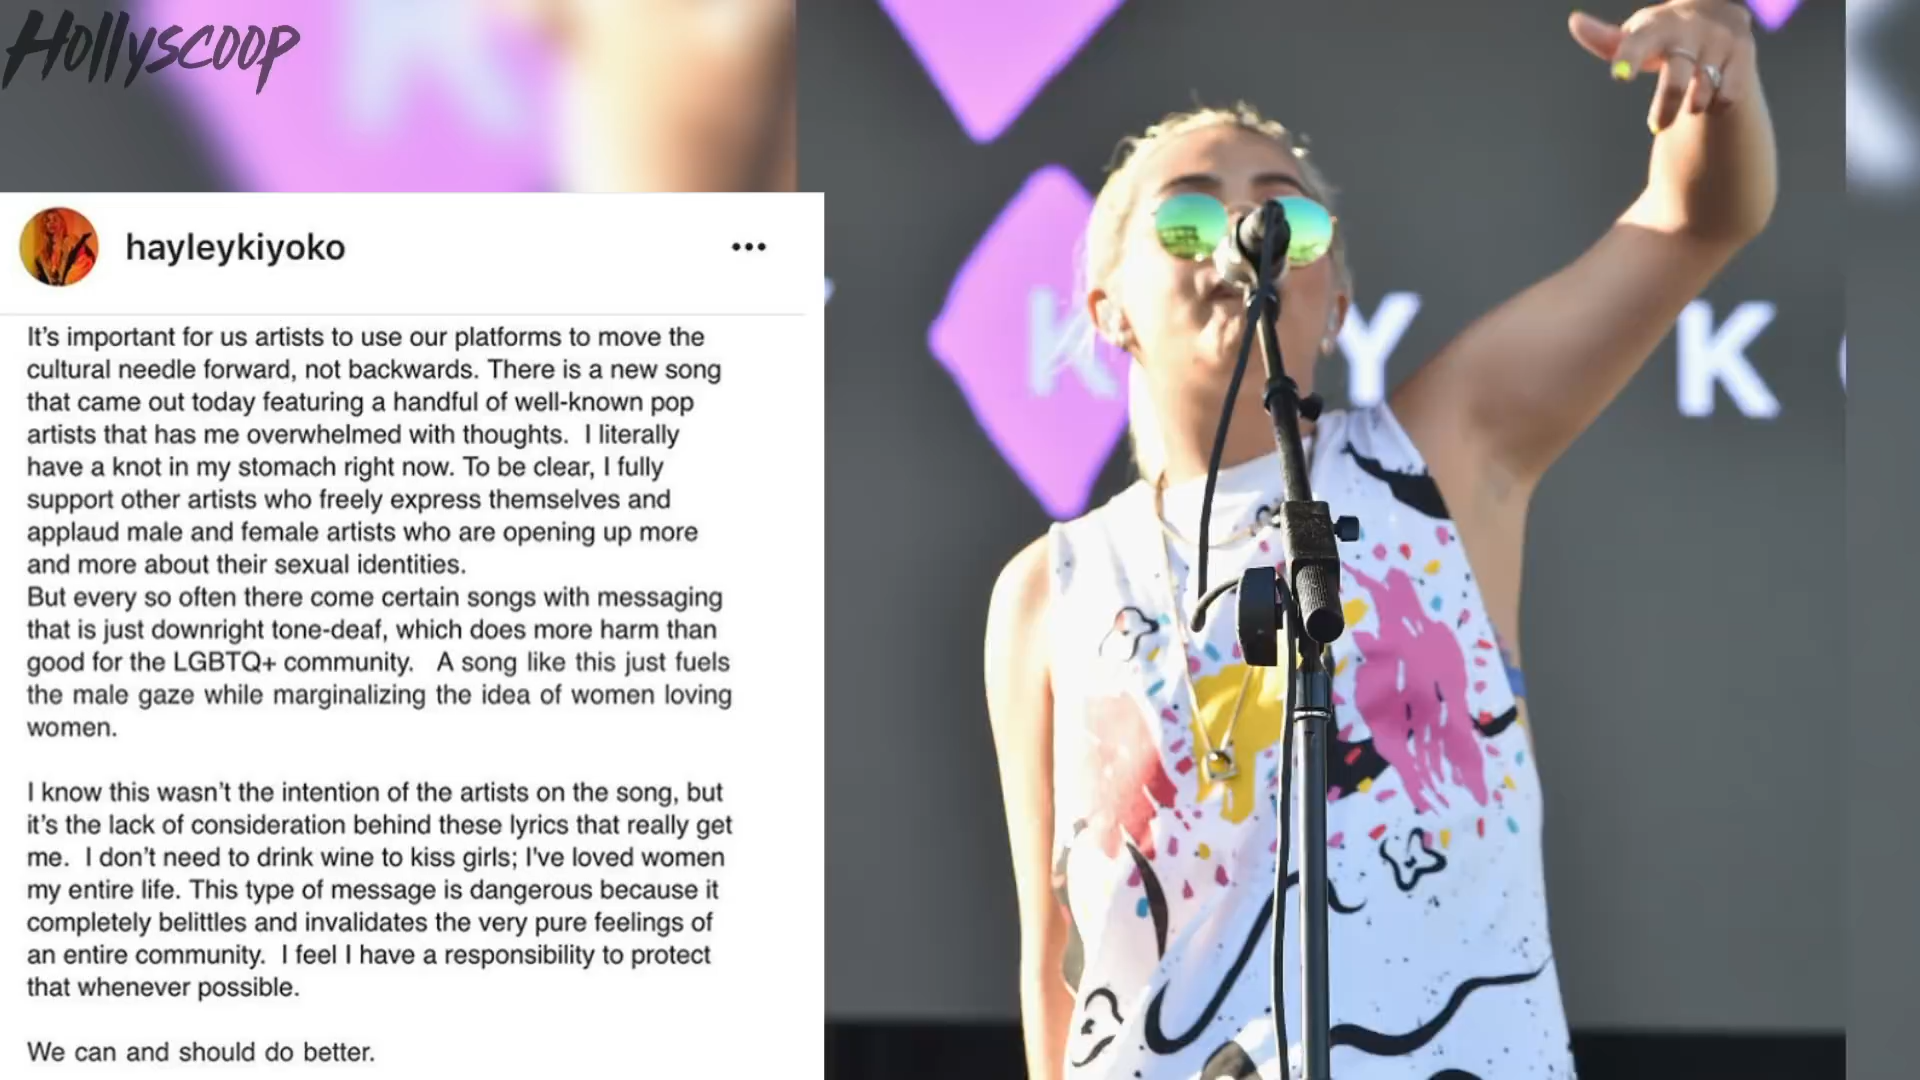 Hollyscoop
hayleykiyoko
It's important for us artists to use our platforms to move the
cultural needle forward, not backwards. There is a new song
that came out today featuring a handful of well-known pop
artists that has me overwhelmed with thoughts.  I literally
have a knot in my stomach right now. To be clear, I fully
support other artists who freely express themselves and
applaud male and female artists who are opening up more
and more about their sexual identities.
But every so often there come certain songs with messaging
that is just downright tone-deaf, which does more harm than
good for the LGBTQ+ community.   A song like this just fuels
the male gaze while marginalizing the idea of women loving
women.
I know this wasn't the intention of the artists on the song, but
it's the lack of consideration behind these lyrics that really get
me.  I don't need to drink wine to kiss girls; I've loved women
my entire life. This type of message is dangerous because it
completely belittles and invalidates the very pure feelings of
an entire community.  I feel I have a responsibility to protect
that whenever possible.
We can and should do better.
K Y K